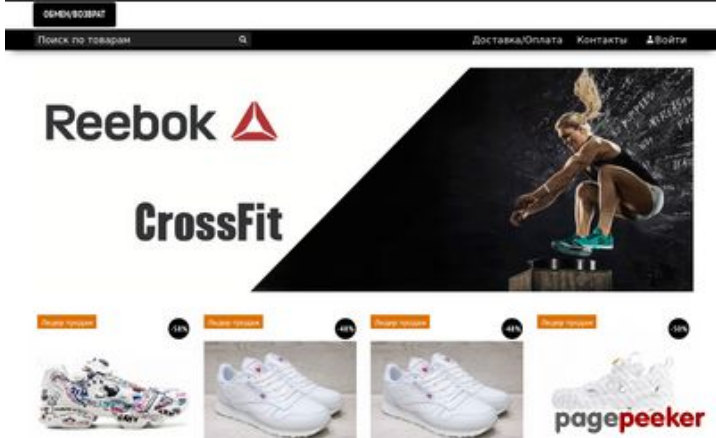 ОБМЕН/ВОЗВРАТ
Поиск по товарам
Доставка/Оплата Контакты Войти
Reebok
CrossFit
Лидер продаж -58% Лидер продаж -48% Лидер продаж -48% Лидер продаж -50%
pagepeeker